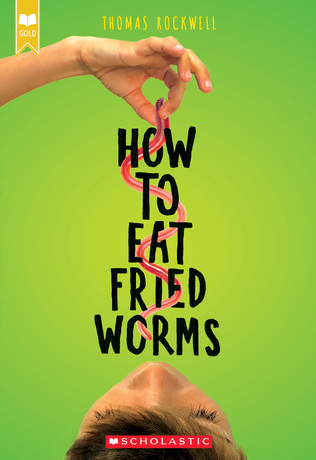 GOLD
THOMAS ROCKWELL
HOW
TO
EAT
FRIED
WORMS
SCHOLASTIC